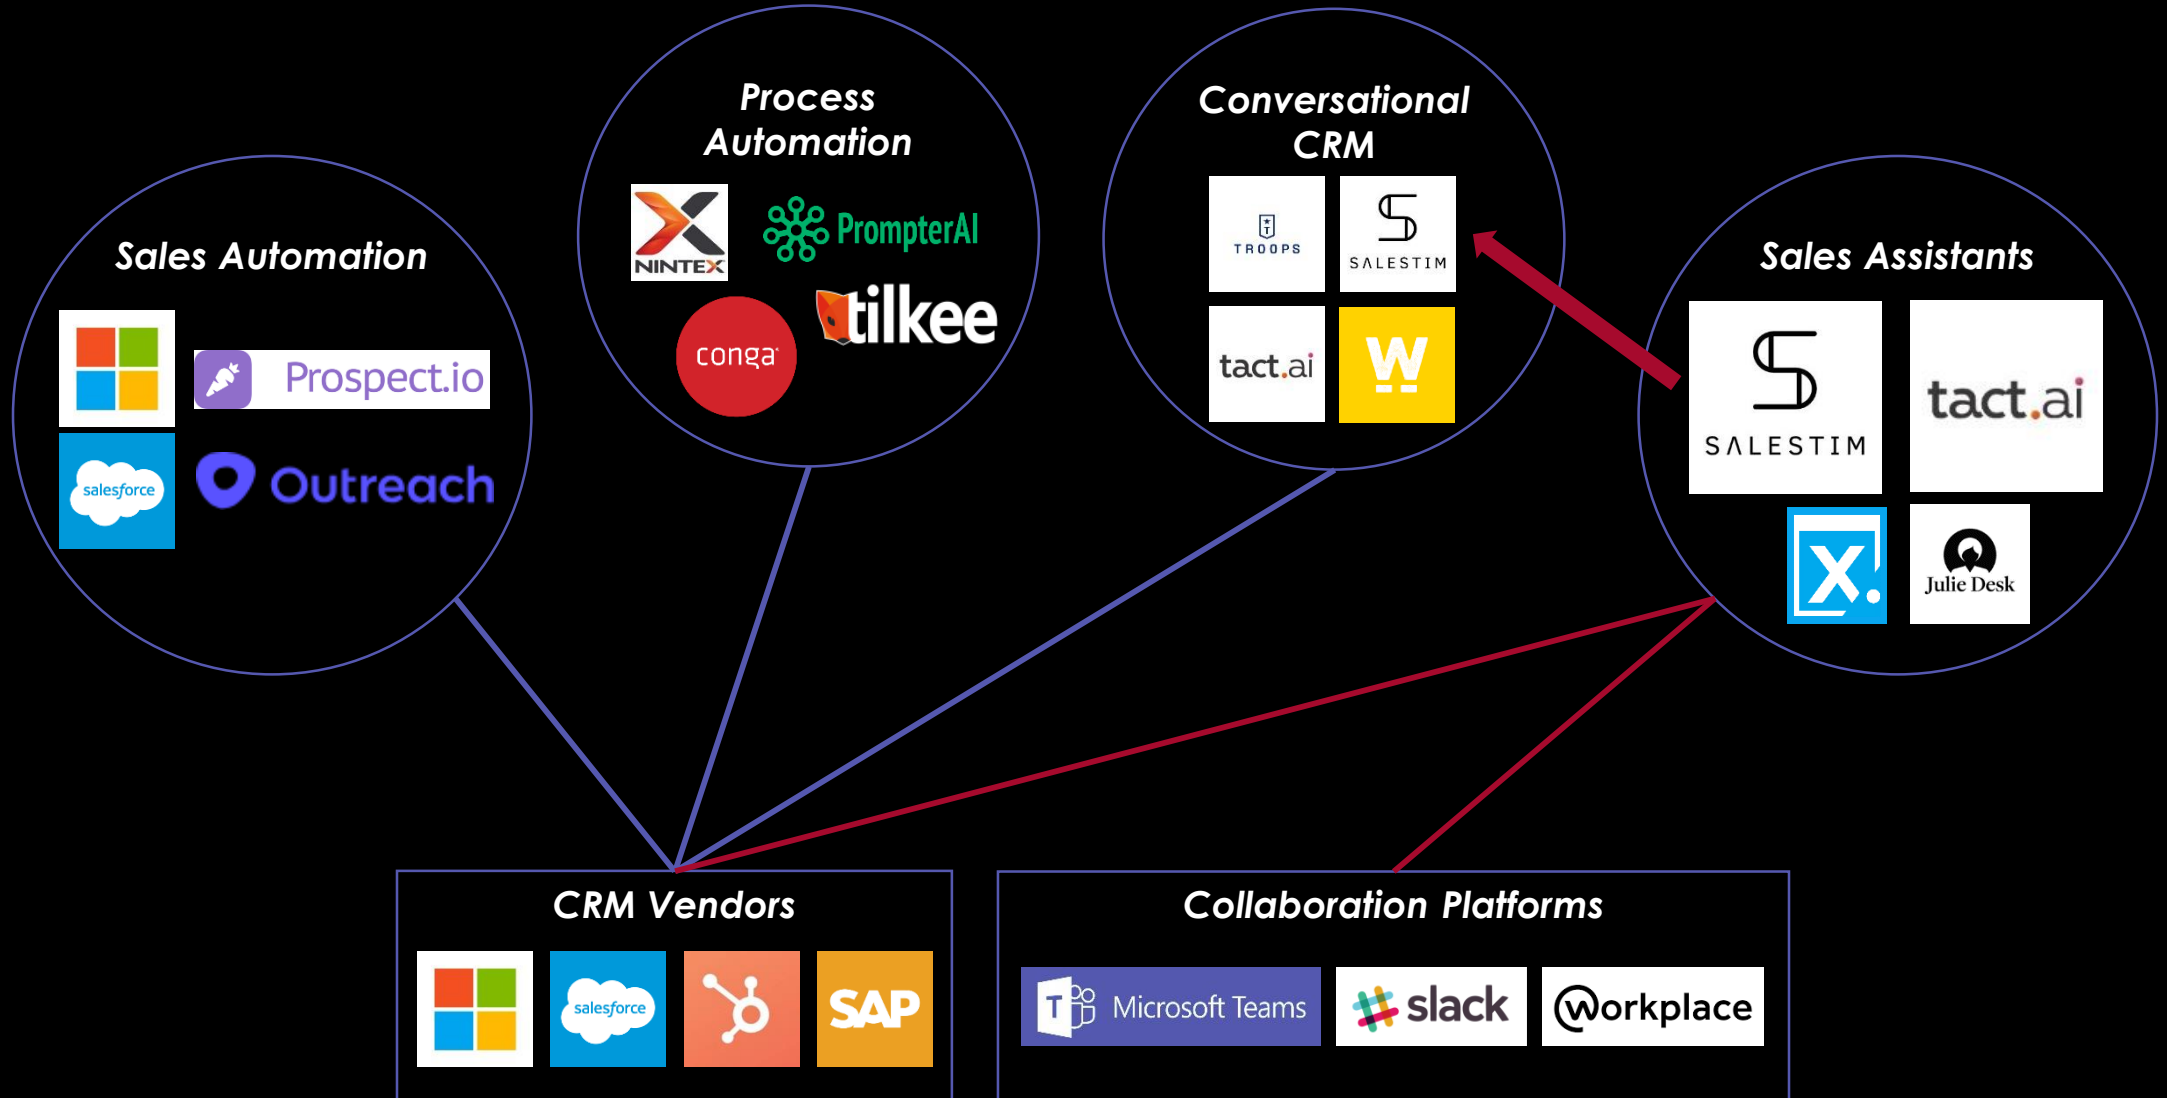 Process
Automation
NINTEX
PrompterAI
conga
tilkee
Conversational
CRM
TROOPS
SALESTIM
tact.ai
W
Sales Automation
Prospect.io
salesforce
Outreach
Sales Assistants
SALESTIM
tact.ai
X.
Julie Desk
CRM Vendors
salesforce
SAP
Collaboration Platforms
T
Microsoft Teams
slack
workplace